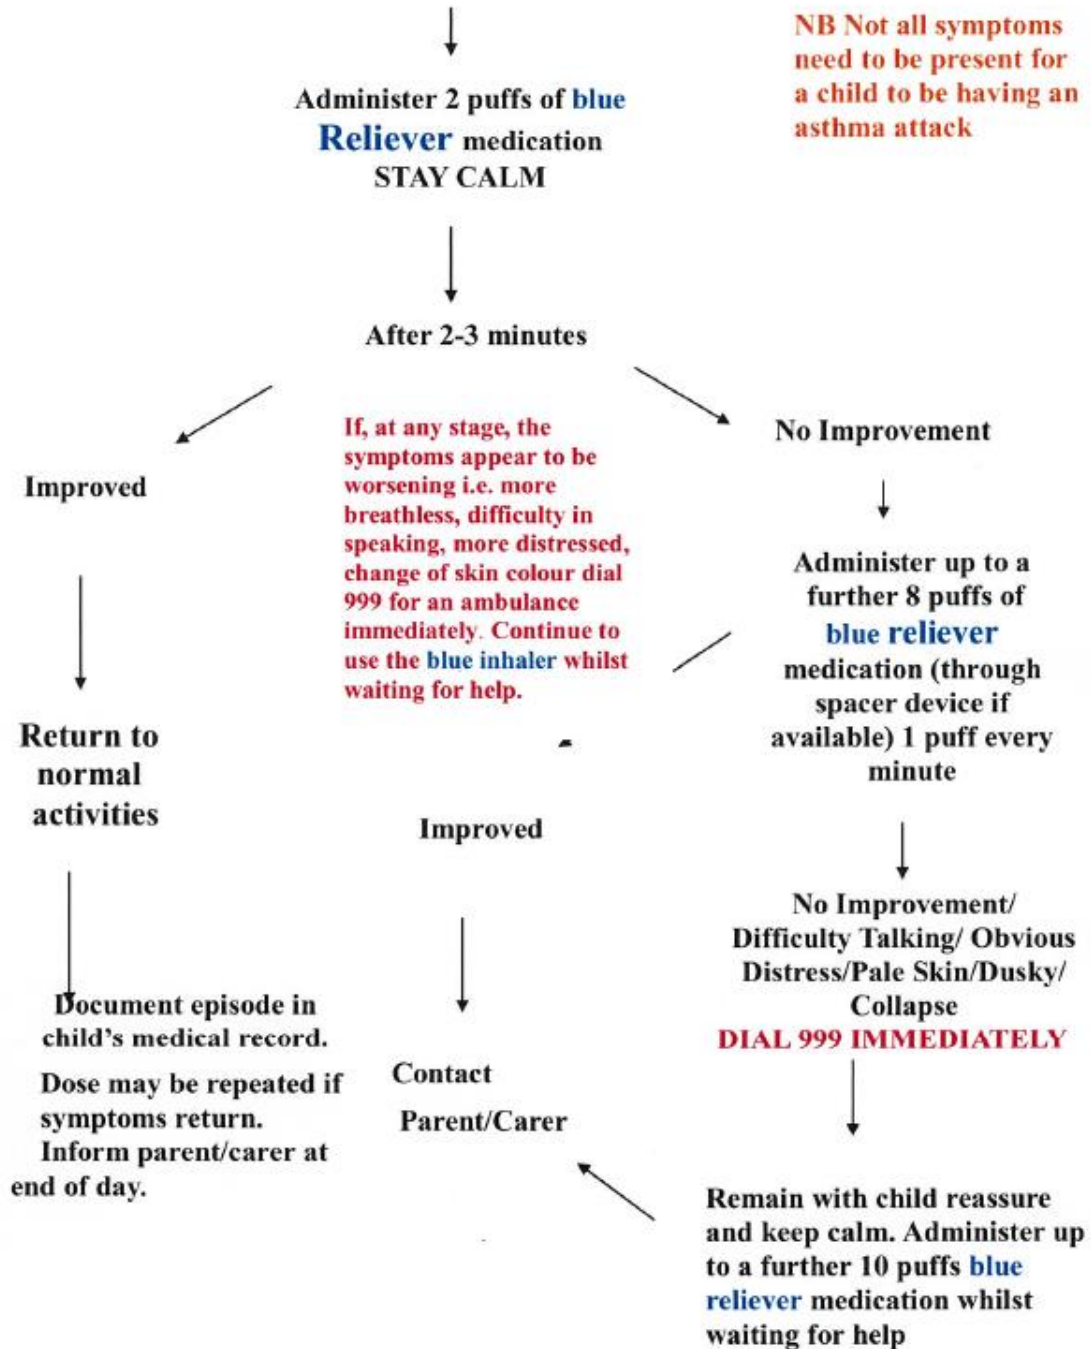 NB Not all symptoms
need to be present for
a child to be having an
asthma attack
Administer 2 puffs of blue
Reliever medication
STAY CALM
After 2-3 minutes
Improved
Return to
normal
activities
Document episode in
child's medical record.
Dose may be repeated if
symptoms return.
Inform parent/carer at
end of day.
If, at any stage, the
symptoms appear to be
worsening i.e. more
breathless, difficulty in
speaking, more distressed,
change of skin colour dial
999 for an ambulance
immediately. Continue to
use the blue inhaler whilst
waiting for help.
No Improvement
Administer up to a
further 8 puffs of
blue reliever
medication (through
spacer device if
available) 1 puff every
minute
Improved
Contact
Parent/Carer
No Improvement/
Difficulty Talking/ Obvious
Distress/Pale Skin/Dusky/
Collapse
DIAL 999 IMMEDIATELY
Remain with child reassure
and keep calm. Administer up
to a further 10 puffs blue
reliever medication whilst
waiting for help